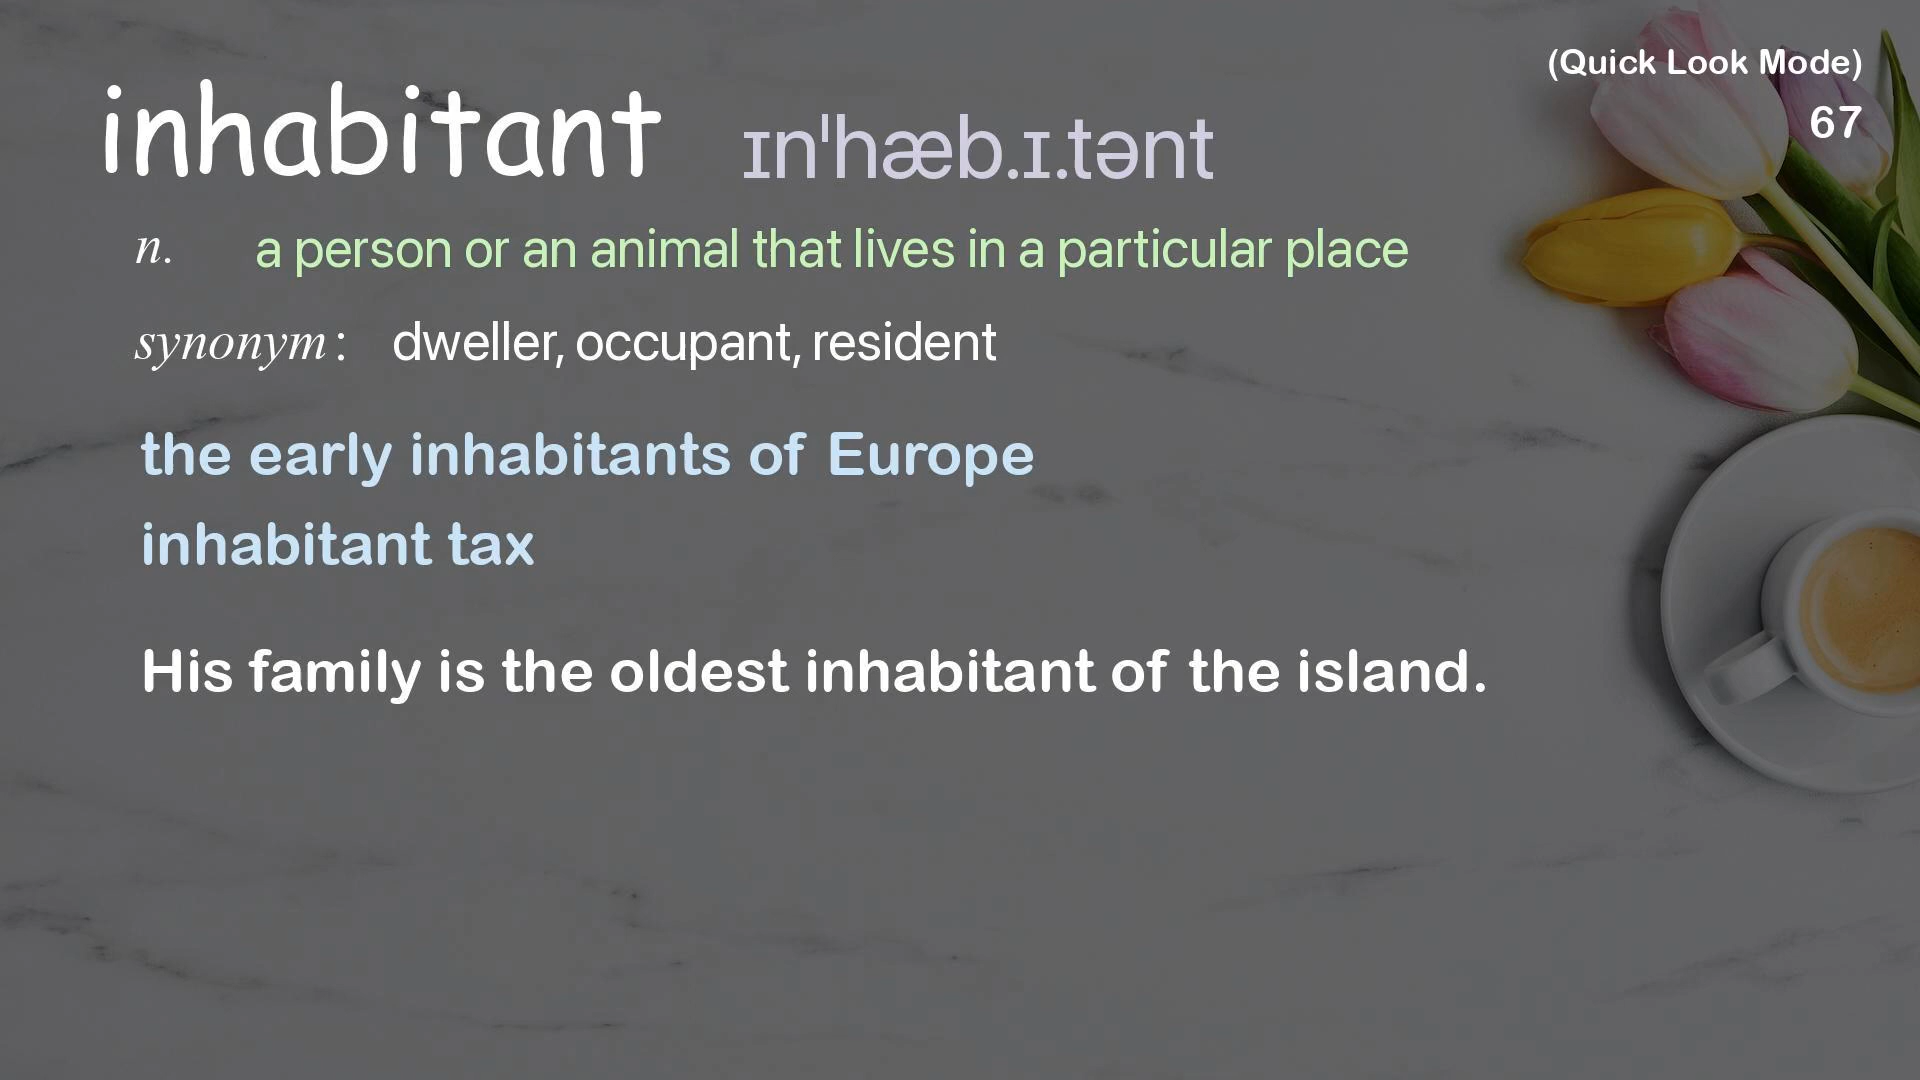 (Quick Look Mode)
67
inhabitant ɪnˈhæb.ɪ.tənt
n. a person or an animal that lives in a particular place
synonym: dweller, occupant, resident
the early inhabitants of Europe
inhabitant tax
His family is the oldest inhabitant of the island.